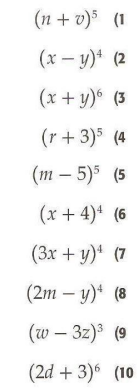 (n + v)⁵ (1
(x − y)⁴ (2
(x + y)⁶ (3
(r + 3)⁵ (4
(m − 5)⁵ (5
(x + 4)⁴ (6
(3x + y)⁴ (7
(2m − y)⁴ (8
(w − 3z)³ (9
(2d + 3)⁶ (10